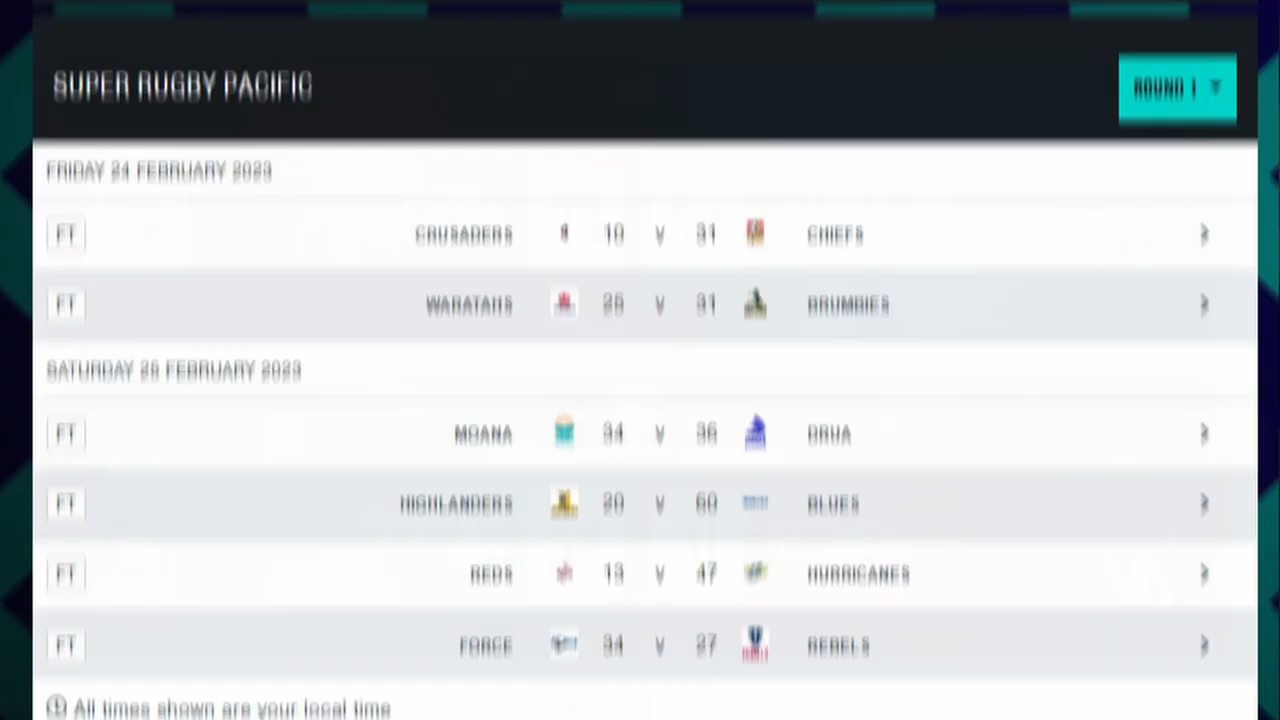 SUPER RUGBY PACIFIC
ROUND 1
FRIDAY 24 FEBRUARY 2023
FT CRUSADERS 10 V 31 CHIEFS
FT WARATAHS 25 V 31 BRUMBIES
SATURDAY 25 FEBRUARY 2023
FT MOANA 34 V 36 DRUA
FT HIGHLANDERS 20 V 60 BLUES
FT REDS 13 V 47 HURRICANES
FT FORCE 34 V 27 REBELS
All times shown are your local time